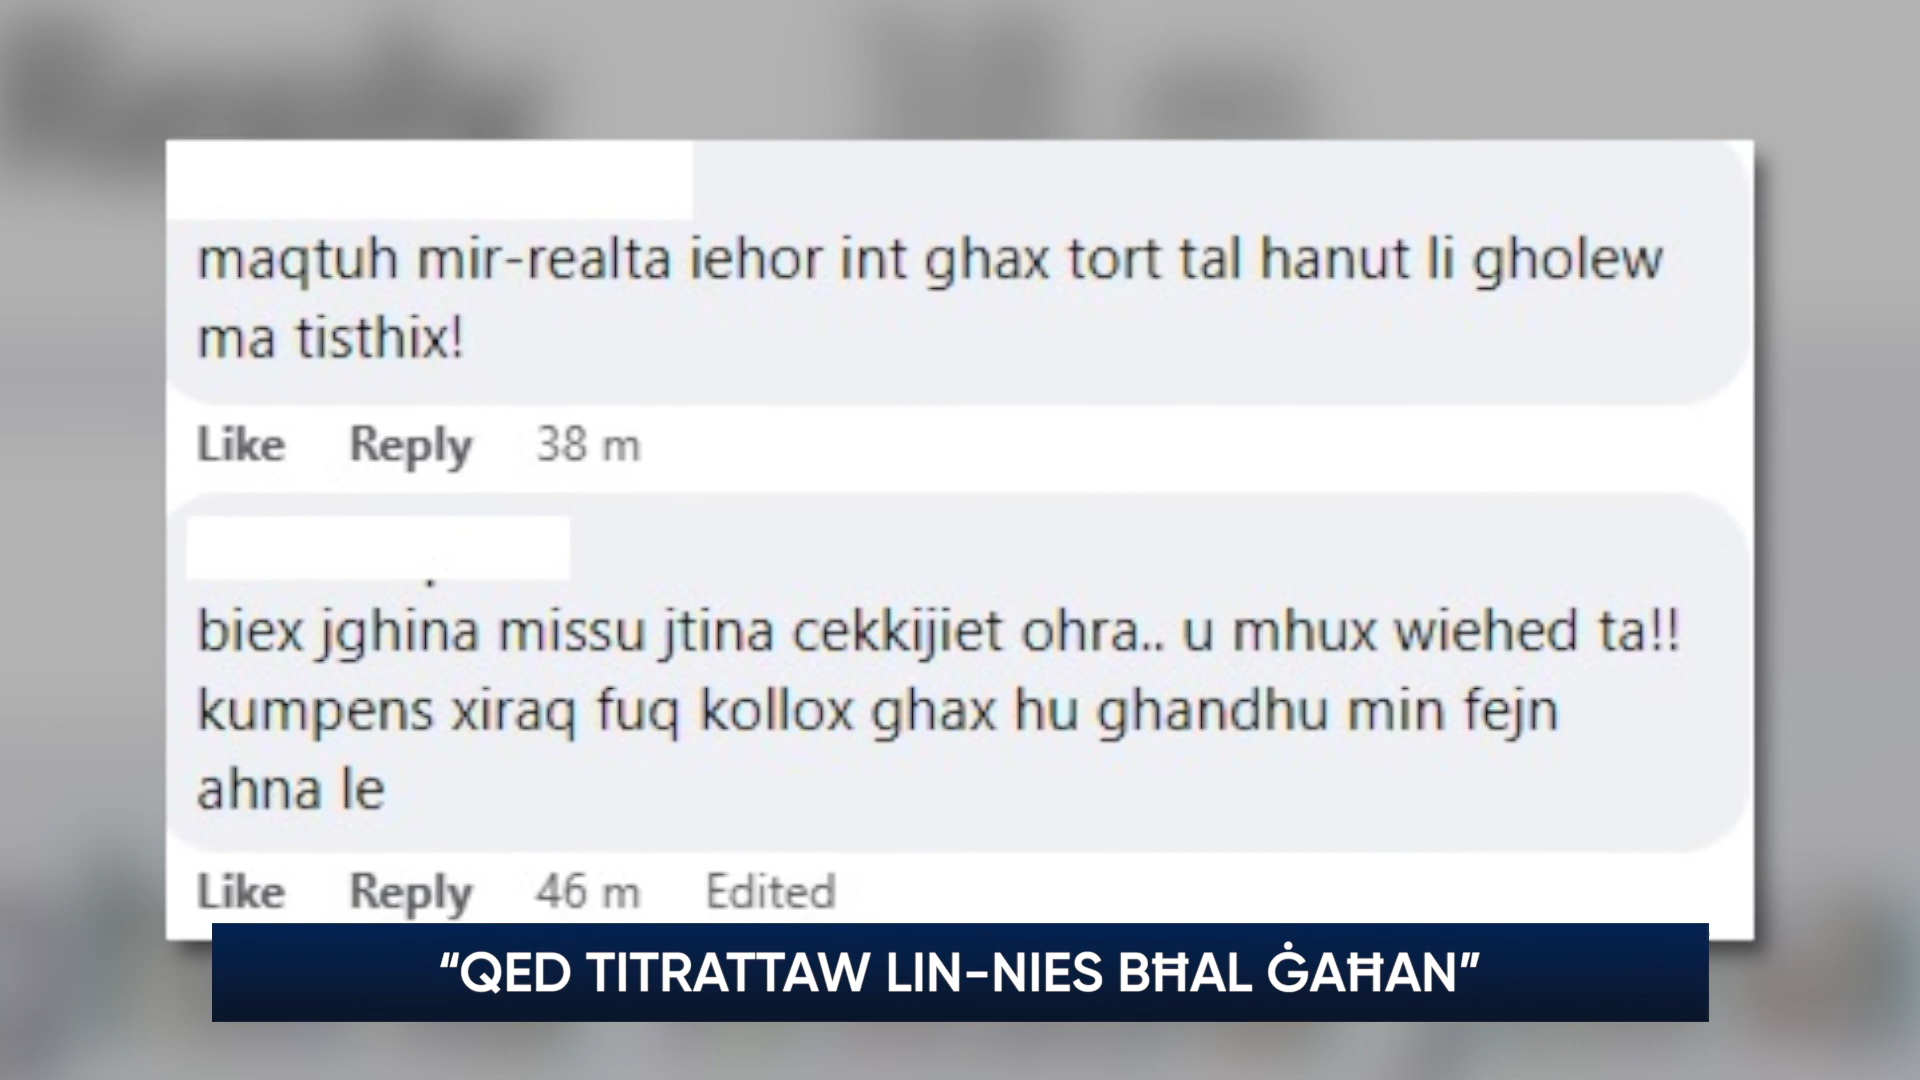 maqtuh mir-realta iehor int ghax tort tal hanut li gholew
ma tisthix!
Like Reply 38 m
biex jghina missu jtina cekkijiet ohra.. u mhux wiehed ta!!
kumpens xiraq fuq kollox ghax hu ghandhu min fejn
ahna le
Like Reply 46 m Edited
“QED TITRATTAW LIN-NIES BĦAL ĠAĦAN”